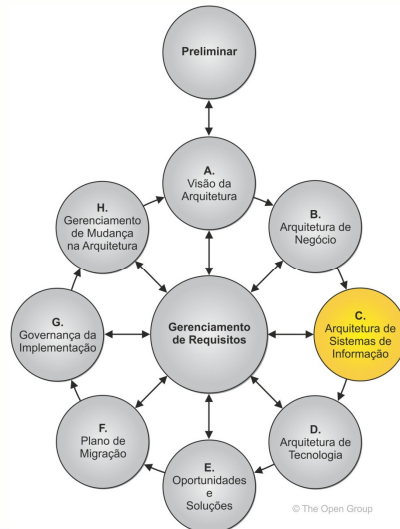 Preliminar
A.
Visão da
Arquitetura
H.
Gerenciamento
de Mudança
na Arquitetura
B.
Arquitetura de
Negócio
G.
Governança da
Implementação
Gerenciamento
de Requisitos
C.
Arquitetura de
Sistemas de
Informação
F.
Plano de
Migração
D.
Arquitetura de
Tecnologia
E.
Oportunidades
e
Soluções
© The Open Group